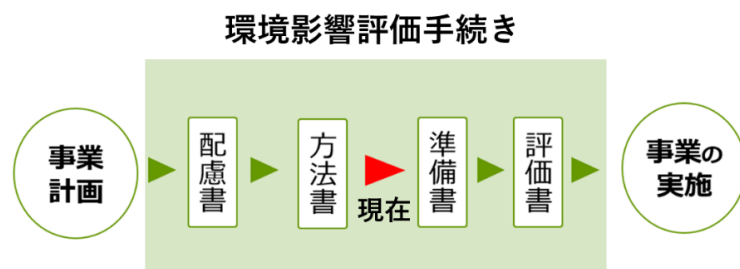 環境影響評価手続き
事業
計画
配慮書
方法書
現在
準備書
評価書
事業の
実施